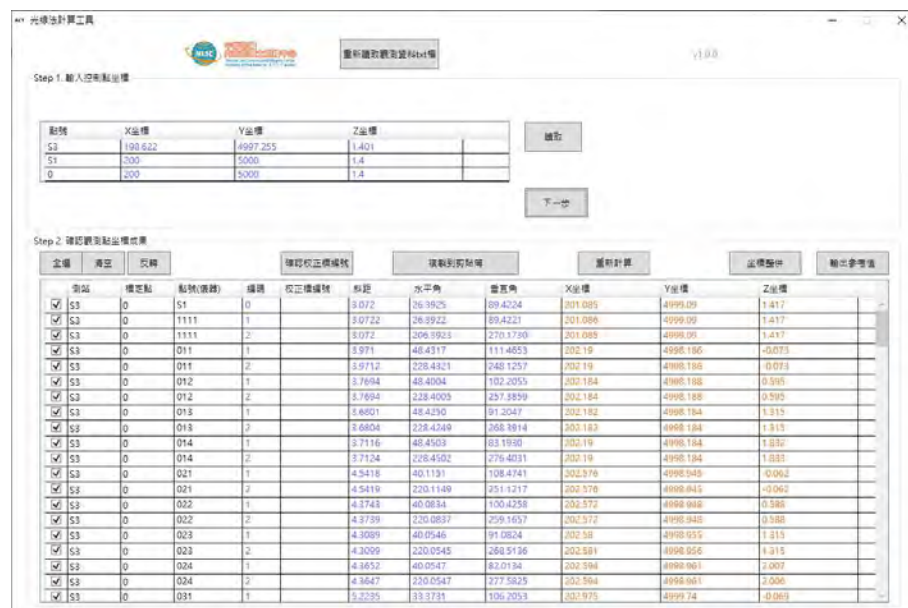 光線法計算工具
NLSC
重新讀取觀測資料txt檔
v1.0.0
Step 1. 輸入控制點坐標
點號 X坐標 Y坐標 Z坐標
S3 198.622 4997.255 1.401
S1 200 5000 1.4
0 200 5000 1.4
讀取
下一步
Step 2. 確認觀測點坐標成果
全選 清空 反轉 確認校正標編號 複製到剪貼簿 重新計算 坐標整併 輸出參考值
測站 標定點 點號(儀器) 編碼 校正標編號 斜距 水平角 垂直角 X坐標 Y坐標 Z坐標
S3 0 S1 0 3.072 26.3925 89.4224 201.085 4999.09 1.417
S3 0 1111 1 3.0722 26.3922 89.4221 201.086 4999.09 1.417
S3 0 1111 2 3.072 206.3923 270.1730 201.085 4999.09 1.417
S3 0 011 1 3.971 48.4317 111.4653 202.19 4998.186 -0.073
S3 0 011 2 3.9712 228.4321 248.1257 202.19 4998.186 -0.073
S3 0 012 1 3.7694 48.4004 102.2055 202.184 4998.188 0.595
S3 0 012 2 3.7694 228.4005 257.3859 202.184 4998.188 0.595
S3 0 013 1 3.6801 48.4250 91.2047 202.182 4998.184 1.315
S3 0 013 2 3.6804 228.4249 268.3914 202.182 4998.184 1.315
S3 0 014 1 3.7116 48.4503 83.1930 202.19 4998.184 1.832
S3 0 014 2 3.7124 228.4502 276.4031 202.19 4998.184 1.833
S3 0 021 1 4.5418 40.1151 108.4741 202.576 4998.945 -0.062
S3 0 021 2 4.5419 220.1149 251.1217 202.576 4998.945 -0.062
S3 0 022 1 4.3743 40.0834 100.4258 202.572 4998.948 0.588
S3 0 022 2 4.3739 220.0837 259.1657 202.572 4998.948 0.588
S3 0 023 1 4.3089 40.0546 91.0824 202.58 4998.955 1.315
S3 0 023 2 4.3099 220.0545 268.5136 202.581 4998.956 1.315
S3 0 024 1 4.3652 40.0547 82.0134 202.594 4998.961 2.007
S3 0 024 2 4.3647 220.0547 277.5825 202.594 4998.961 2.006
S3 0 031 1 5.2235 33.3731 106.2053 202.975 4999.74 -0.069